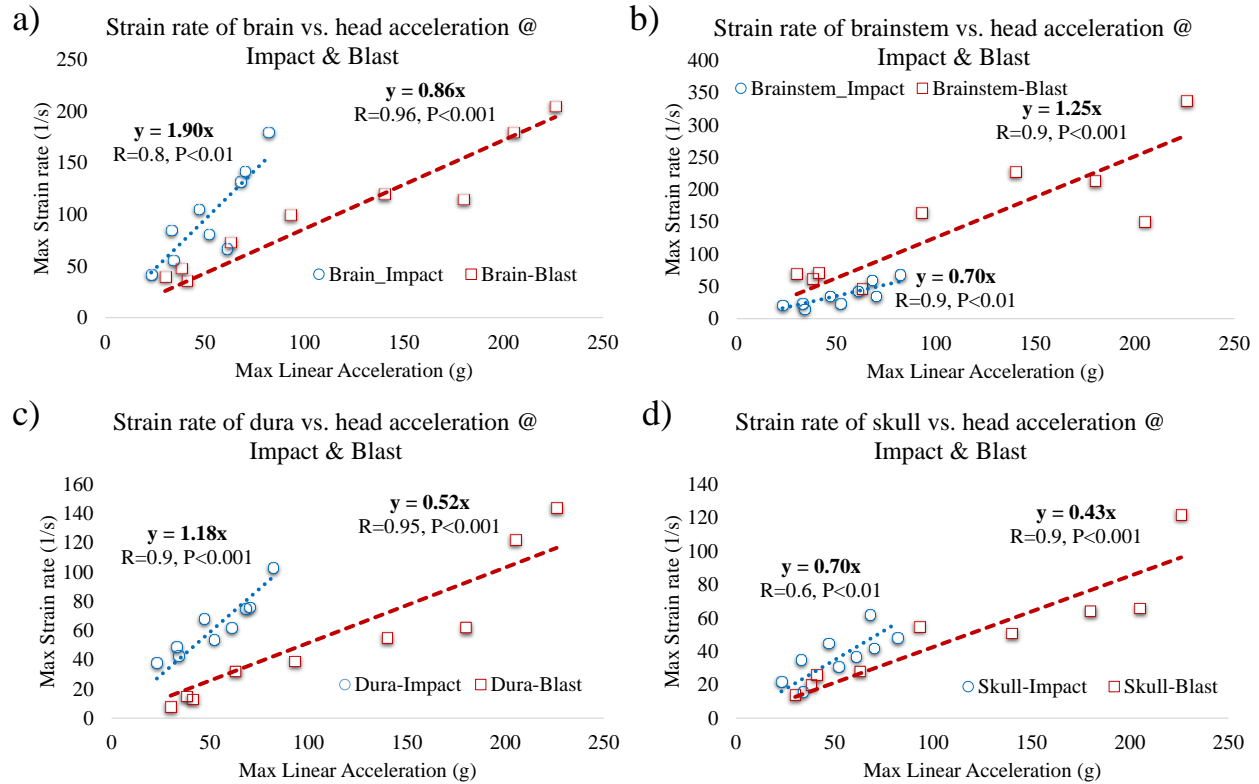 a)
Strain rate of brain vs. head acceleration @
Impact & Blast
Max Strain rate (1/s)
250
200
150
100
50
0
y = 1.90x
R=0.8, P<0.01
y = 0.86x
R=0.96, P<0.001
Brain_Impact
Brain-Blast
0 50 100 150 200 250
Max Linear Acceleration (g)
b)
Strain rate of brainstem vs. head acceleration @
Impact & Blast
Max Strain rate (1/s)
400
350
300
250
200
150
100
50
0
Brainstem_Impact
Brainstem-Blast
y = 1.25x
R=0.9, P<0.001
y = 0.70x
R=0.9, P<0.01
0 50 100 150 200 250
Max Linear Acceleration (g)
c)
Strain rate of dura vs. head acceleration @
Impact & Blast
Max Strain rate (1/s)
160
140
120
100
80
60
40
20
0
y = 1.18x
R=0.9, P<0.001
y = 0.52x
R=0.95, P<0.001
Dura-Impact
Dura-Blast
0 50 100 150 200 250
Max Linear Acceleration (g)
d)
Strain rate of skull vs. head acceleration @
Impact & Blast
Max Strain rate (1/s)
140
120
100
80
60
40
20
0
y = 0.70x
R=0.6, P<0.01
y = 0.43x
R=0.9, P<0.001
Skull-Impact
Skull-Blast
0 50 100 150 200 250
Max Linear Acceleration (g)